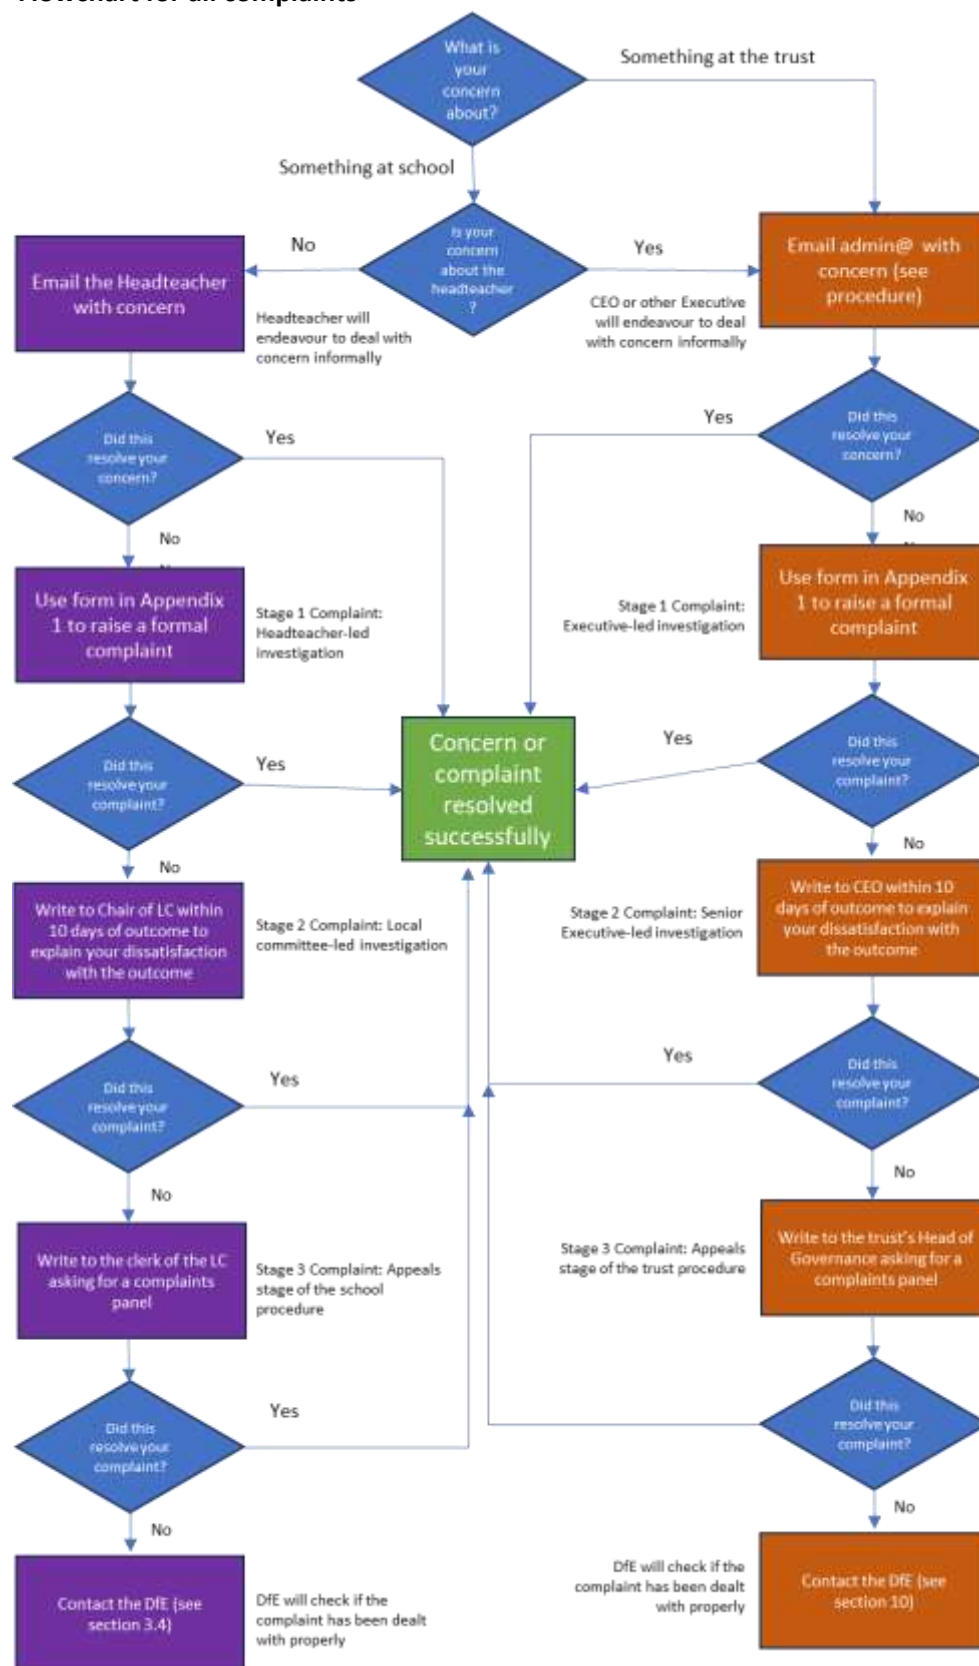 Flowchart for all complaints
What is
your
concern
about?
Something at the trust
Something at school
Is your
concern
about the
headteacher
?
No
Yes
Email the Headteacher
with concern
Headteacher will
endeavour to deal with
concern informally
CEO or other Executive
will endeavour to deal
with concern informally
Email admin@ with
concern (see
procedure)
Did this
resolve your
concern?
Yes
Yes
Did this
resolve your
concern?
No
No
Use form in Appendix
1 to raise a formal
complaint
Stage 1 Complaint:
Headteacher-led
investigation
Stage 1 Complaint:
Executive-led investigation
Use form in Appendix
1 to raise a formal
complaint
Did this
resolve your
complaint?
Yes
Concern or
complaint
resolved
successfully
Yes
Did this
resolve your
complaint?
No
No
Write to Chair of LC within
10 days of outcome to
explain your dissatisfaction
with the outcome
Stage 2 Complaint: Local
committee-led investigation
Stage 2 Complaint: Senior
Executive-led investigation
Write to CEO within 10
days of outcome to explain
your dissatisfaction with
the outcome
Did this
resolve your
complaint?
Yes
Yes
Did this
resolve your
complaint?
No
No
Write to the clerk of the LC
asking for a complaints
panel
Stage 3 Complaint: Appeals
stage of the school
procedure
Stage 3 Complaint: Appeals
stage of the trust procedure
Write to the trust's Head of
Governance asking for a
complaints panel
Did this
resolve your
complaint?
Yes
Did this
resolve your
complaint?
No
No
Contact the DfE (see
section 3.4)
DfE will check if the
complaint has been dealt
with properly
DfE will check if the
complaint has been dealt
with properly
Contact the DfE (see
section 10)